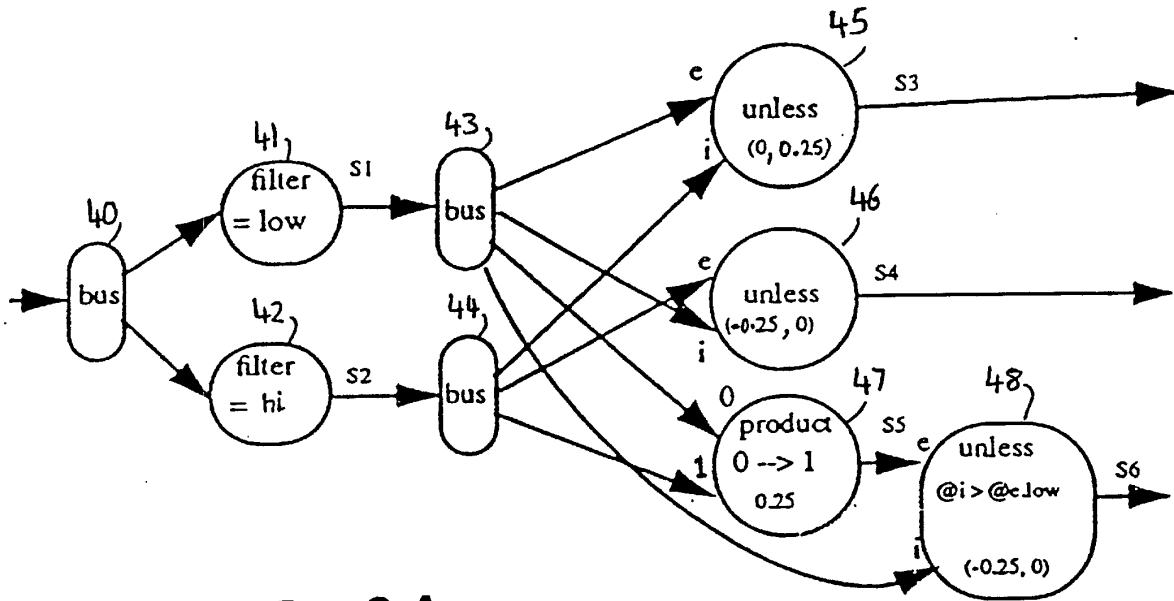 40
bus
41
filter
= low
S1
42
filter
= hi
S2
43
bus
44
bus
45
e
i
unless
(0, 0.25)
S3
46
e
i
unless
(-0.25, 0)
S4
47
0
1
product
0 --> 1
0.25
S5
48
e
i
unless
@i > @e.low
(-0.25, 0)
S6